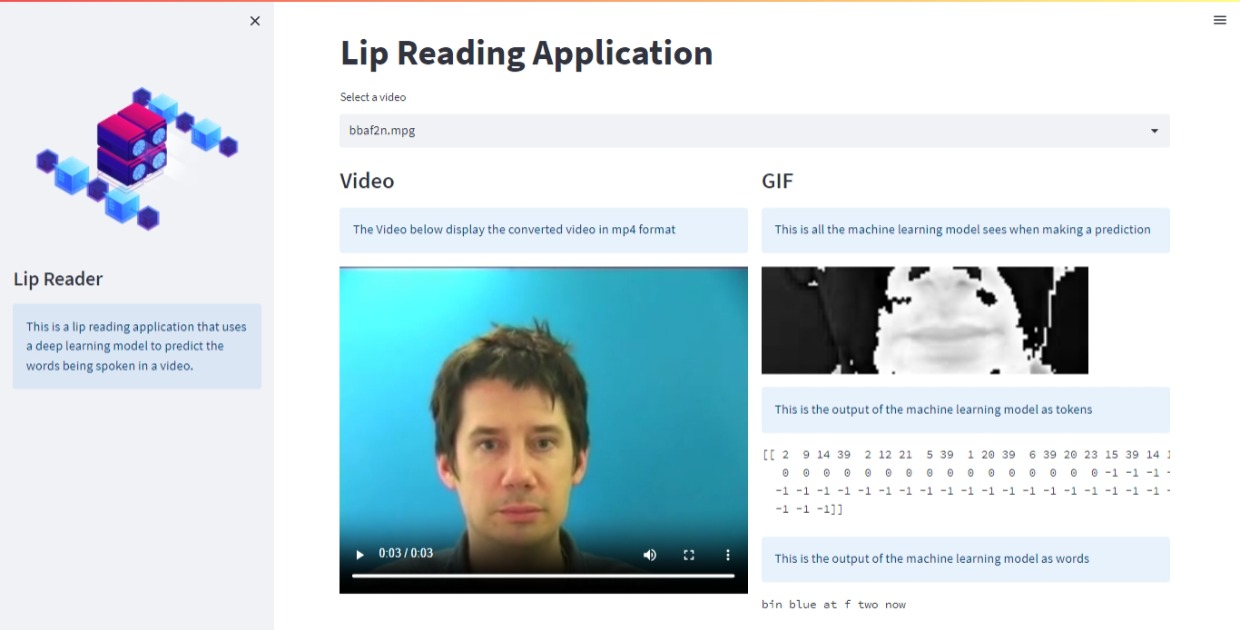 Lip Reader
This is a lip reading application that uses
a deep learning model to predict the
words being spoken in a video.
Lip Reading Application
Select a video
bbaf2n.mpg
Video
The Video below display the converted video in mp4 format
0:03 / 0:03
GIF
This is all the machine learning model sees when making a prediction
This is the output of the machine learning model as tokens
[[ 2 9 14 39 2 12 21 5 39 1 20 39 6 39 20 23 15 39 14
0 0 0 0 0 0 0 0 0 0 0 0 0 0 0 0 -1 -1 -1 -
-1 -1 -1 -1 -1 -1 -1 -1 -1 -1 -1 -1 -1 -1 -1 -1 -1 -1 -1 -
-1 -1 -1]]
This is the output of the machine learning model as words
bin blue at f two now